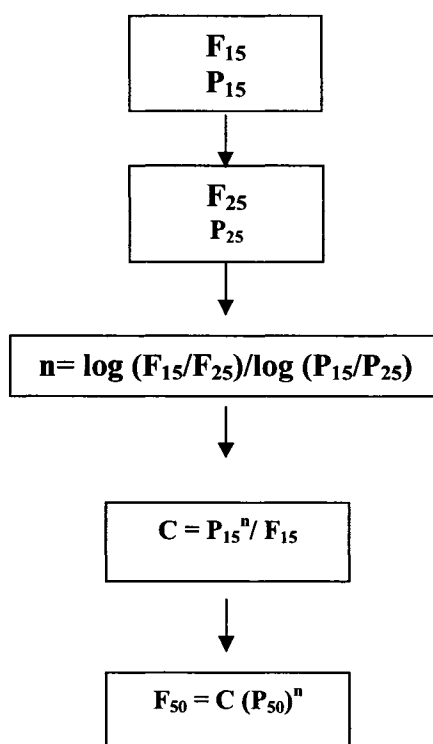 F₁₅
P₁₅
F₂₅
P₂₅
n= log (F₁₅/F₂₅)/log (P₁₅/P₂₅)
C = P₁₅ⁿ/ F₁₅
F₅₀ = C (P₅₀)ⁿ